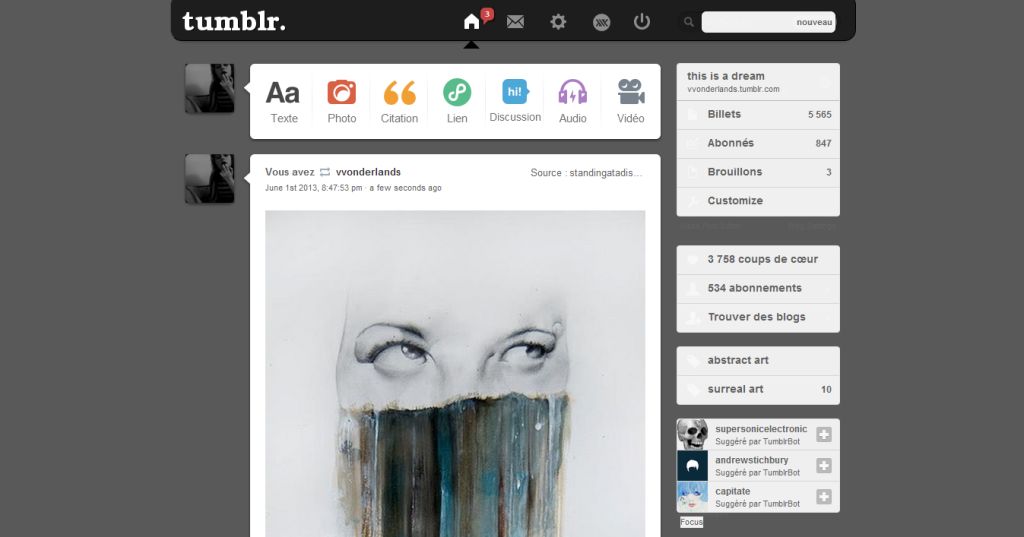 tumblr.
3
nouveau
Aa
hi!
Texte
Photo
Citation
Lien
Discussion
Audio
Vidéo
Vous avez vvonderlands
Source : standingatadis...
June 1st 2013, 8:47:53 pm · a few seconds ago
this is a dream
vvonderlands.tumblr.com
Billets 5 565
Abonnés 847
Brouillons 3
Customize
3 758 coups de cœur
534 abonnements
Trouver des blogs
abstract art
surreal art 10
supersonicelectronic
Suggéré par TumblrBot
andrewstichbury
Suggéré par TumblrBot
capitate
Suggéré par TumblrBot
Focus